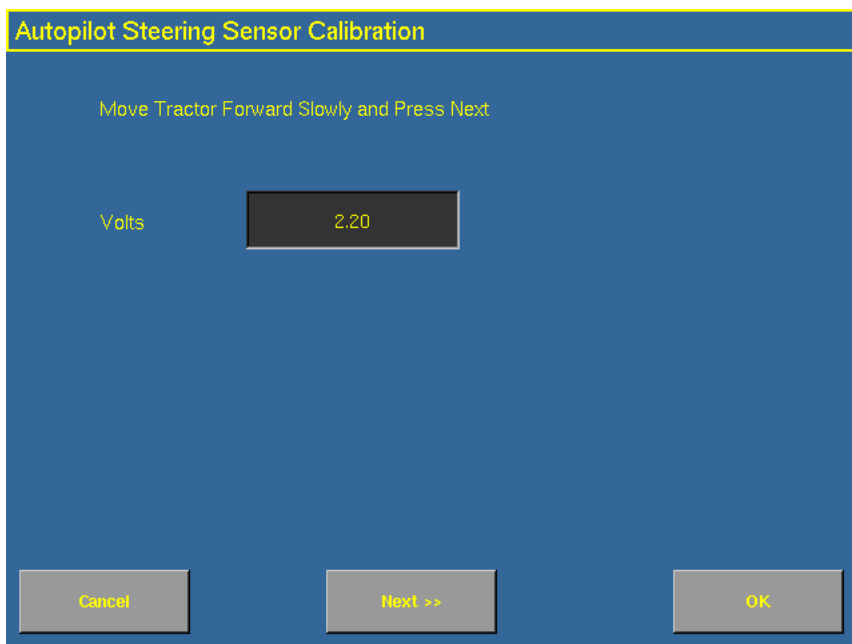 Autopilot Steering Sensor Calibration
Move Tractor Forward Slowly and Press Next
Volts 2.20
Cancel Next >> OK